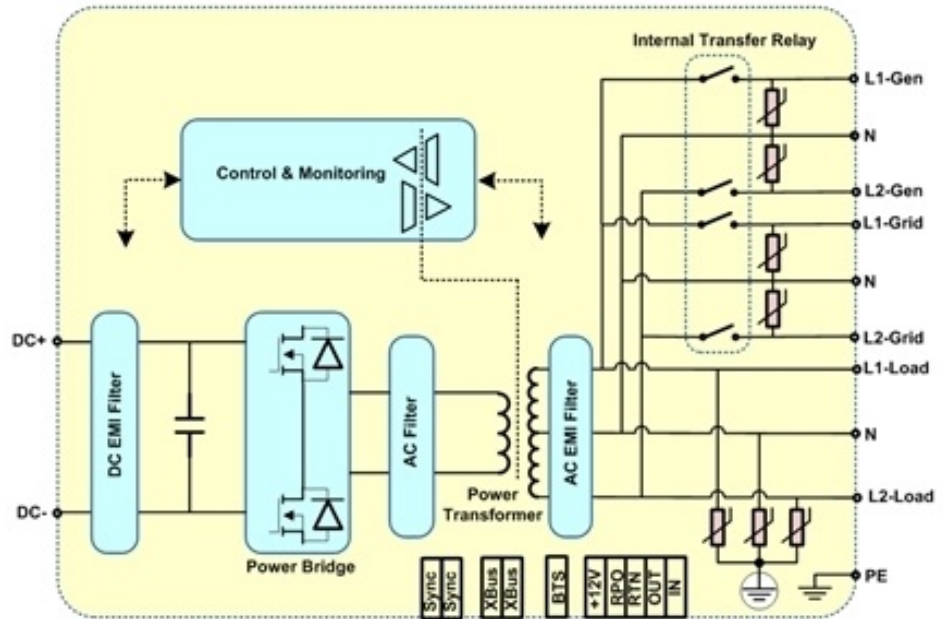 Internal Transfer Relay
L1-Gen
N
L2-Gen
L1-Grid
N
L2-Grid
L1-Load
N
L2-Load
PE
Control & Monitoring
DC+
DC-
DC EMI Filter
Power Bridge
AC Filter
Power
Transformer
AC EMI Filter
Sync
Sync
XBus
XBus
BTS
+12V
RPO
RTN
OUT
IN